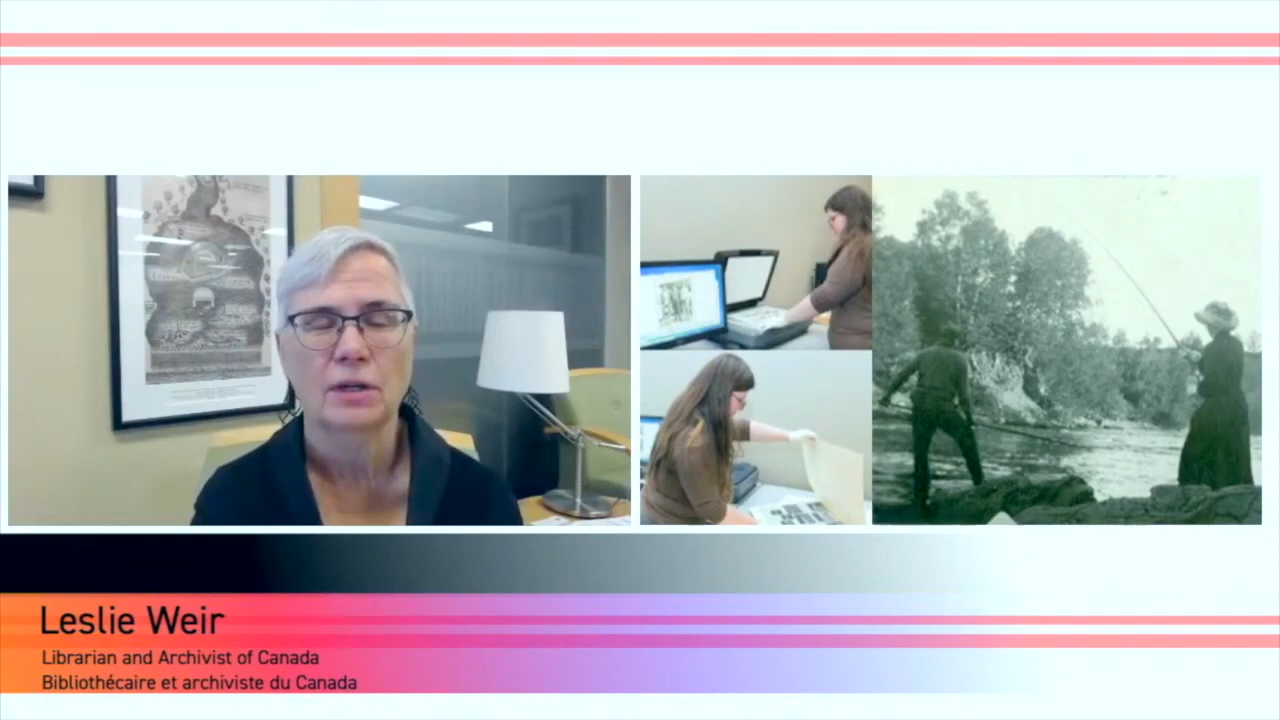 Leslie Weir
Librarian and Archivist of Canada
Bibliothécaire et archiviste du Canada